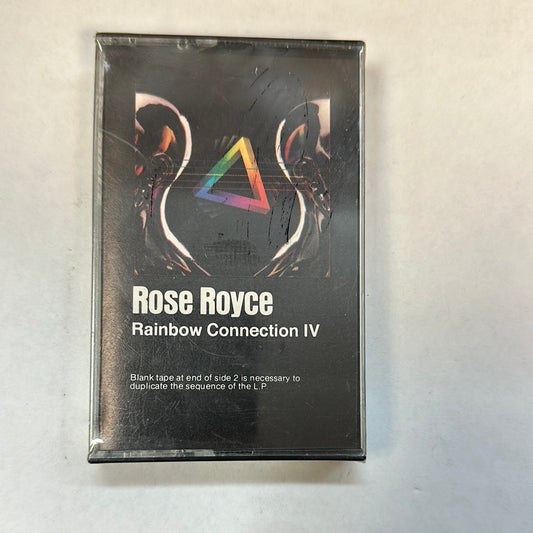 Rose Royce
Rainbow Connection IV
Blank tape at end of side 2 is necessary to
duplicate the sequence of the L.P.